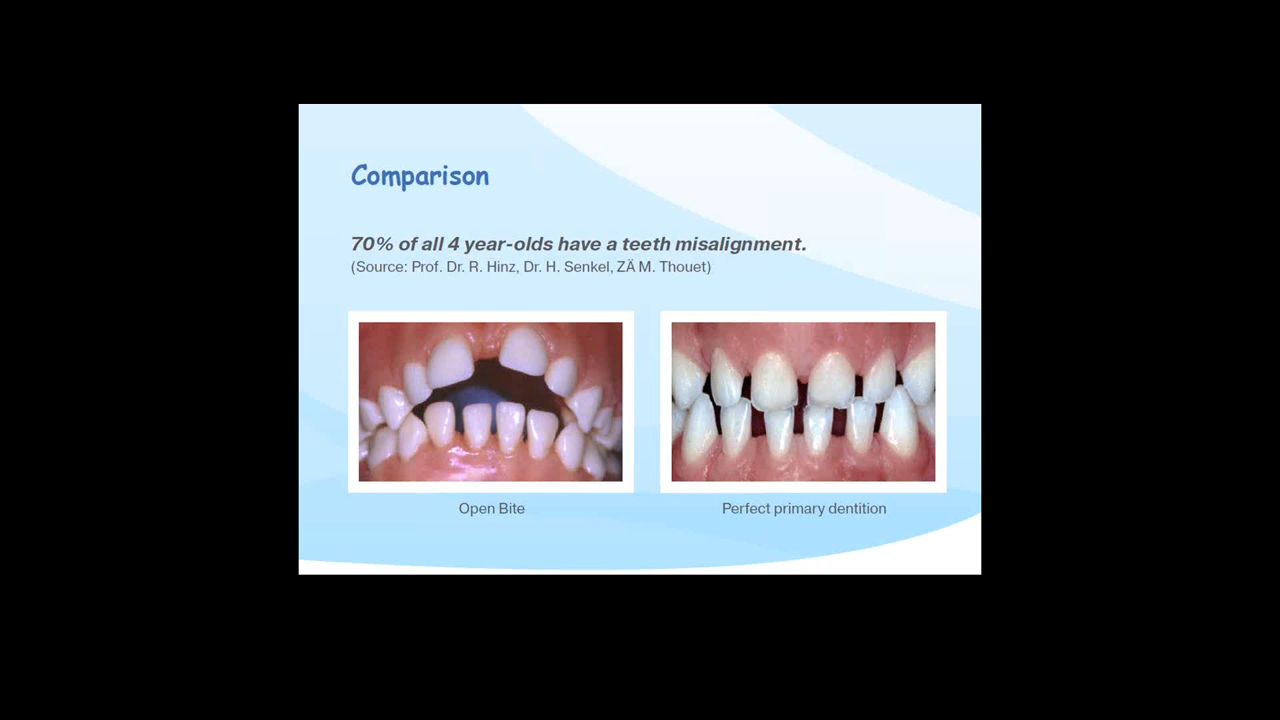 Comparison
70% of all 4 year-olds have a teeth misalignment.
(Source: Prof. Dr. R. Hinz, Dr. H. Senkel, ZÄ M. Thouet)
Open Bite
Perfect primary dentition